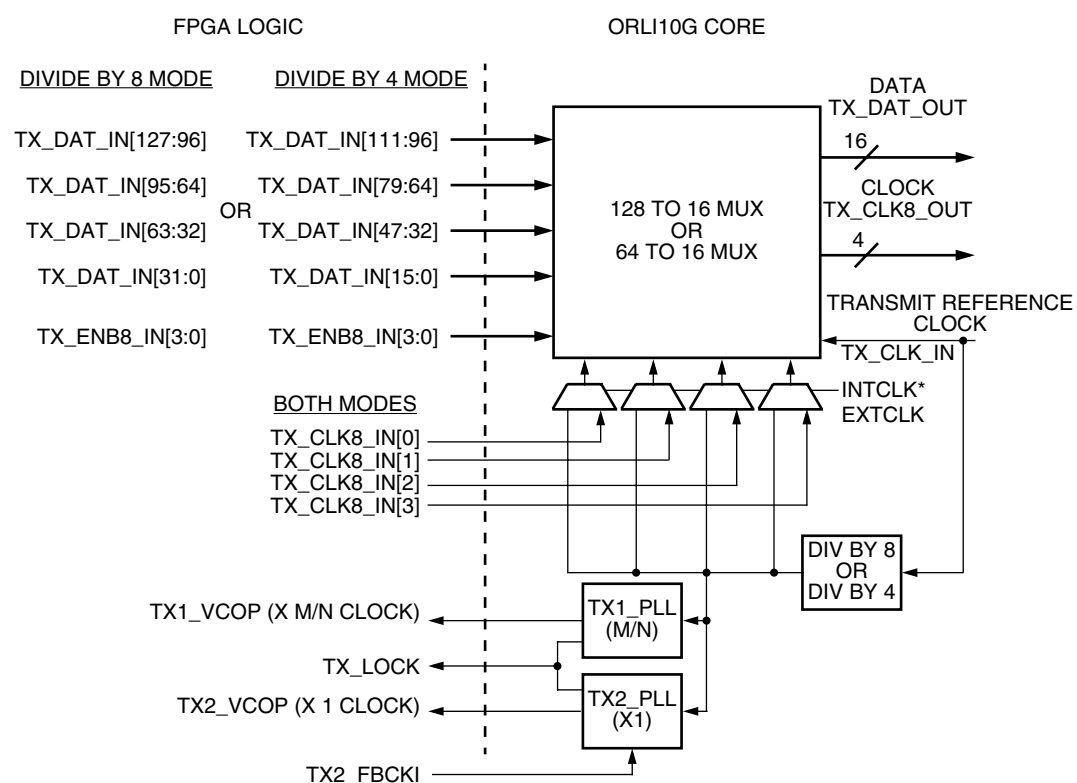 FPGA LOGIC
ORLI10G CORE
DIVIDE BY 8 MODE
DIVIDE BY 4 MODE
TX_DAT_IN[127:96]
TX_DAT_IN[111:96]
TX_DAT_IN[95:64]
TX_DAT_IN[79:64]
OR
TX_DAT_IN[63:32]
TX_DAT_IN[47:32]
TX_DAT_IN[31:0]
TX_DAT_IN[15:0]
TX_ENB8_IN[3:0]
TX_ENB8_IN[3:0]
128 TO 16 MUX
OR
64 TO 16 MUX
DATA
TX_DAT_OUT
16
CLOCK
TX_CLK8_OUT
4
TRANSMIT REFERENCE
CLOCK
TX_CLK_IN
INTCLK*
EXTCLK
BOTH MODES
TX_CLK8_IN[0]
TX_CLK8_IN[1]
TX_CLK8_IN[2]
TX_CLK8_IN[3]
DIV BY 8
OR
DIV BY 4
TX1_VCOP (X M/N CLOCK)
TX1_PLL
(M/N)
TX_LOCK
TX2_VCOP (X 1 CLOCK)
TX2_PLL
(X1)
TX2_FBCKI